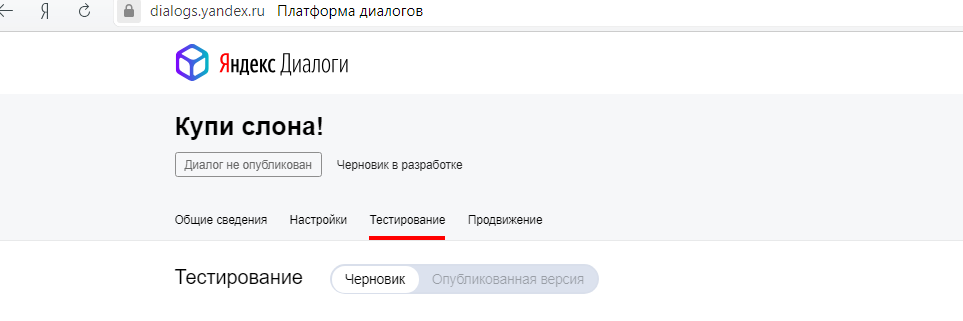 dialogs.yandex.ru Платформа диалогов
Яндекс Диалоги
Купи слона!
Диалог не опубликован Черновик в разработке
Общие сведения Настройки Тестирование Продвижение
Тестирование Черновик Опубликованная версия